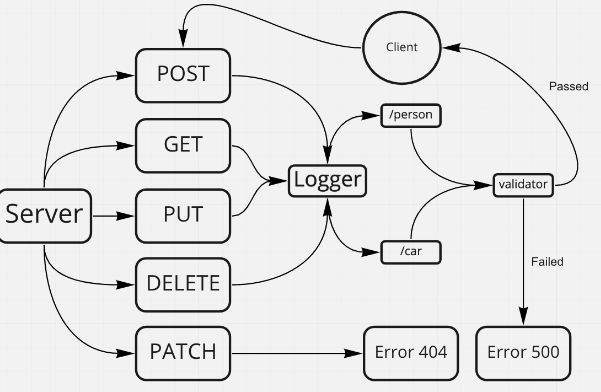 Client
POST
Passed
/person
GET
Logger
validator
Server
PUT
/car
Failed
DELETE
PATCH
Error 404
Error 500